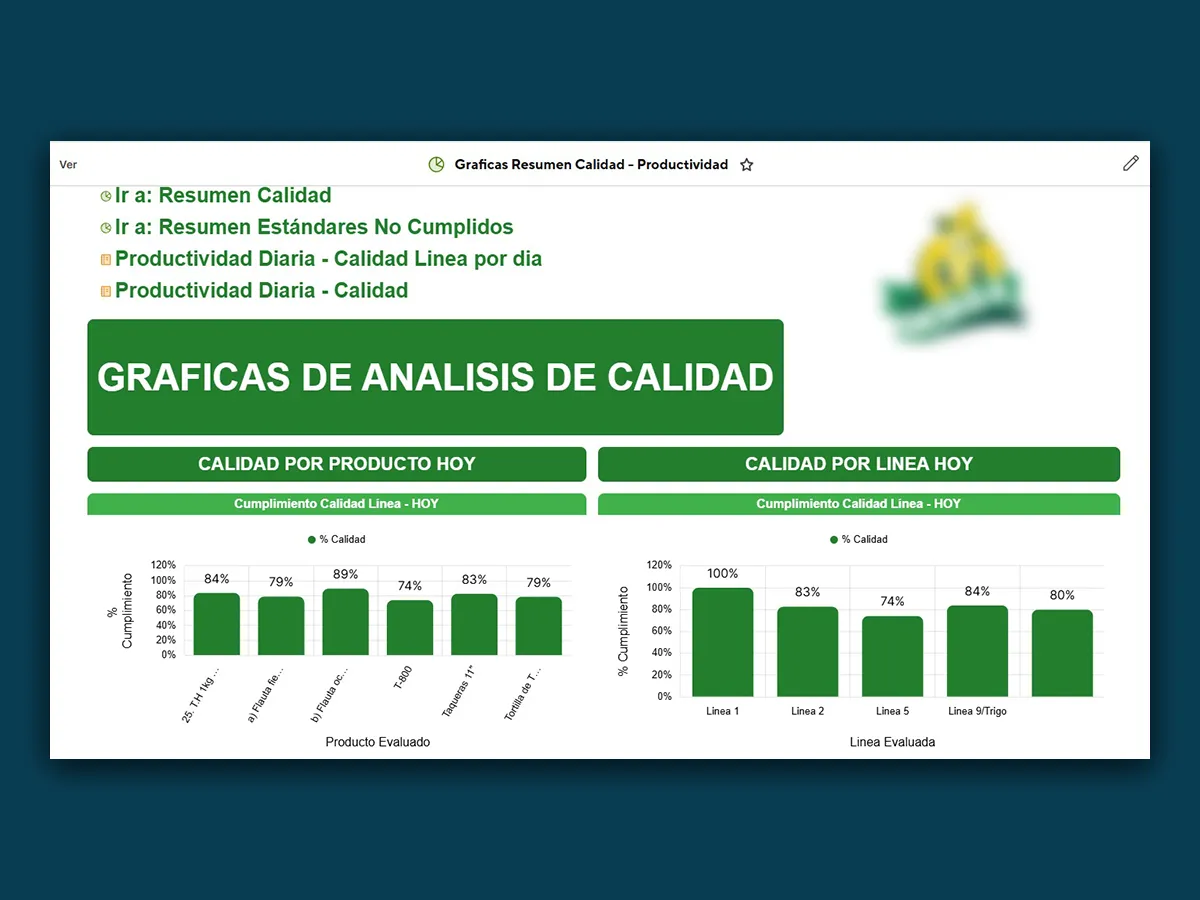 Ver
Graficas Resumen Calidad - Productividad
Ir a: Resumen Calidad
Ir a: Resumen Estándares No Cumplidos
Productividad Diaria - Calidad Linea por dia
Productividad Diaria - Calidad
GRAFICAS DE ANALISIS DE CALIDAD
CALIDAD POR PRODUCTO HOY
Cumplimiento Calidad Linea - HOY
% Calidad
% Cumplimiento
120%
100%
80%
60%
40%
20%
0%
84%
79%
89%
74%
83%
79%
25. T.H 1kg ...
a) Flauta fie...
b) Flauta oc...
T-800
Taqueras 11"
Tortilla de T...
Producto Evaluado
CALIDAD POR LINEA HOY
Cumplimiento Calidad Linea - HOY
% Calidad
% Cumplimiento
120%
100%
80%
60%
40%
20%
0%
100%
83%
74%
84%
80%
Linea 1
Linea 2
Linea 5
Linea 9/Trigo
Linea Evaluada